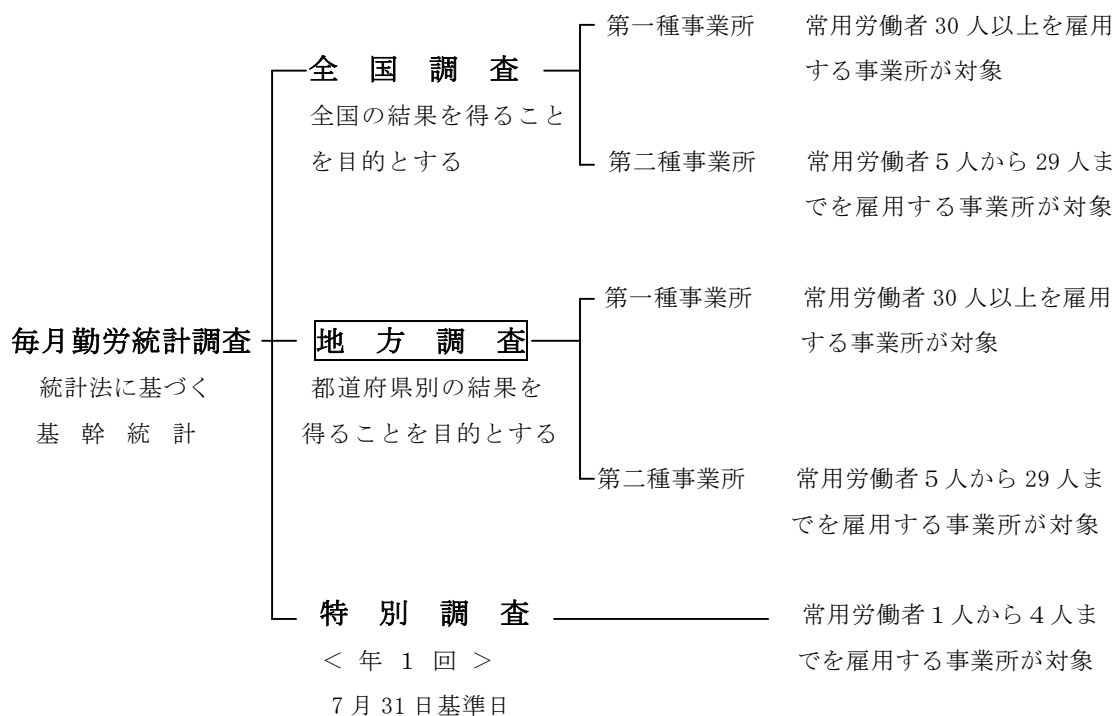 第一種事業所 常用労働者 30 人以上を雇用
する事業所が対象
全 国 調 査
全国の結果を得ること
を目的とする
第二種事業所 常用労働者５人から 29 人ま
でを雇用する事業所が対象
第一種事業所 常用労働者 30 人以上を雇用
する事業所が対象
毎月勤労統計調査 地 方 調 査
統計法に基づく 都道府県別の結果を
基 幹 統 計 得ることを目的とする
第二種事業所 常用労働者５人から 29 人ま
でを雇用する事業所が対象
特 別 調 査 常用労働者１人から４人ま
＜ 年 １ 回 ＞ でを雇用する事業所が対象
７月 31 日基準日